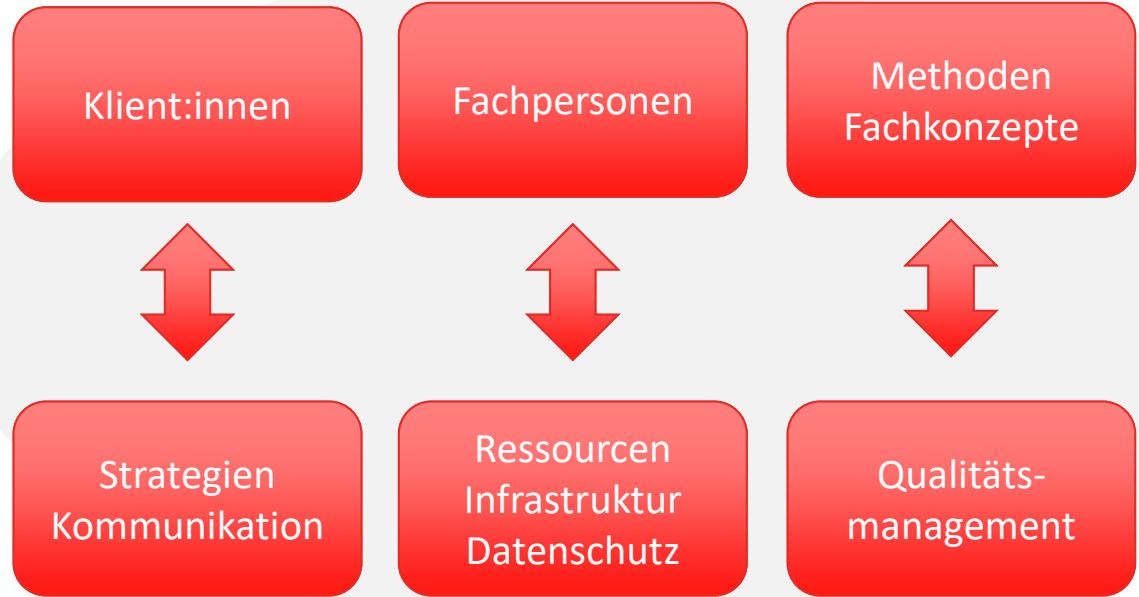 Klient:innen
Fachpersonen
Methoden
Fachkonzepte
Strategien
Kommunikation
Ressourcen
Infrastruktur
Datenschutz
Qualitäts-
management